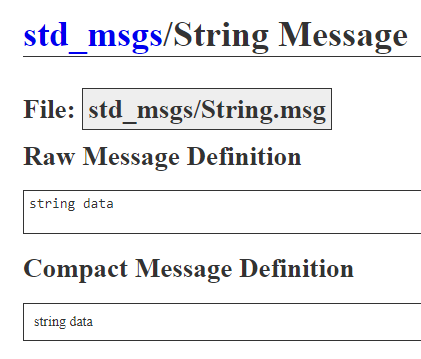 std_msgs/String Message
File: std_msgs/String.msg
Raw Message Definition
string data
Compact Message Definition
string data